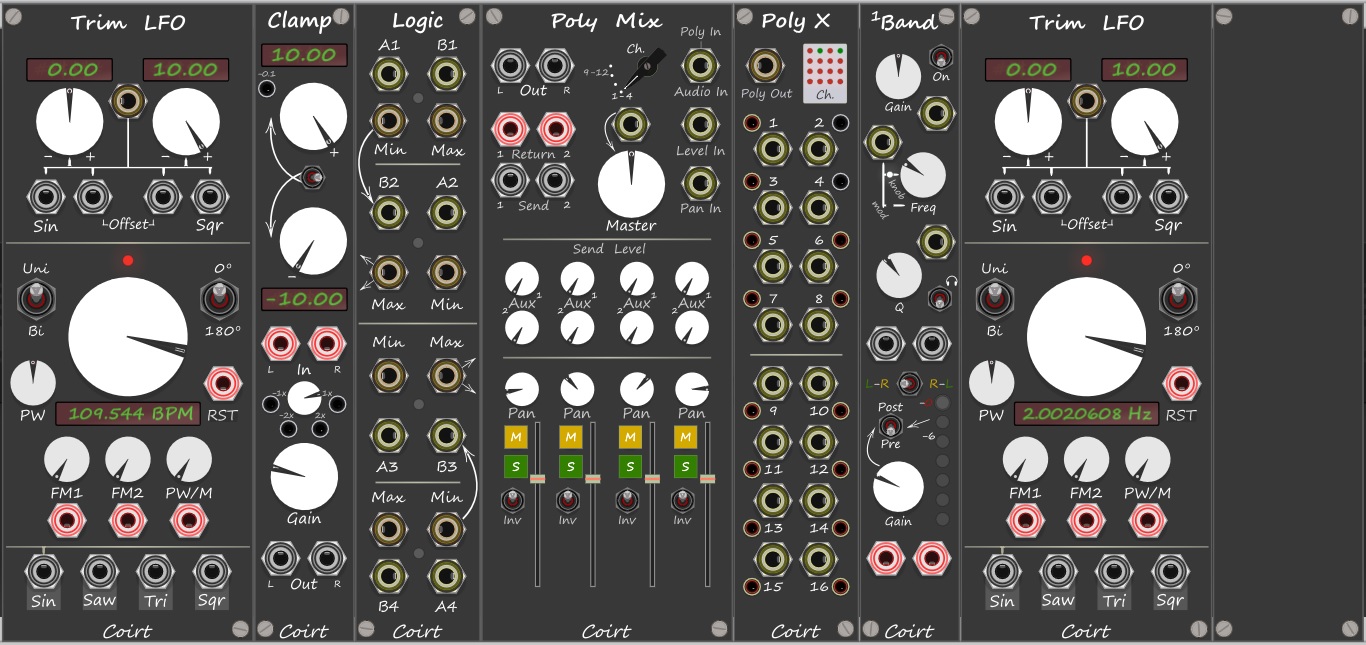 Trim LFO
0.00 10.00
− + − +
Sin Offset Sqr
Uni 0°
Bi 180°
PW 109.544 BPM RST
FM1 FM2 PW/M
Sin Saw Tri Sqr
Coirt
Clamp
10.00
-0.1
+
−
-10.00
L In R
-1x 1x
-2x 2x
Gain
L Out R
Coirt
Logic
A1 B1
Min Max
B2 A2
Max Min
Min Max
A3 B3
Max Min
B4 A4
Coirt
Poly Mix
Poly In
Ch.
9-12
1-4
L Out R
Audio In
1 Return 2
Level In
1 Send 2
Pan In
Master
Send Level
Aux 1 Aux 1 Aux 1 Aux 1
2 2 2 2
Pan Pan Pan Pan
M M M M
S S S S
Inv Inv Inv Inv
Coirt
Poly X
Poly Out Ch.
1 2
3 4
5 6
7 8
9 10
11 12
13 14
15 16
Coirt
1Band
On
Gain
knob
mod Freq
Q
L-R R-L
Post
Pre -6
Gain
Coirt
Trim LFO
0.00 10.00
− + − +
Sin Offset Sqr
Uni 0°
Bi 180°
PW 2.0020608 Hz RST
FM1 FM2 PW/M
Sin Saw Tri Sqr
Coirt